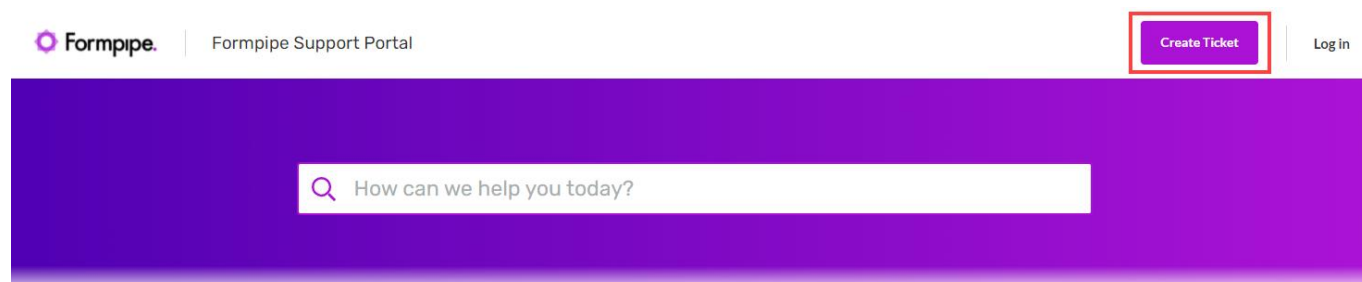 Formpipe. Formpipe Support Portal Create Ticket Log in
How can we help you today?